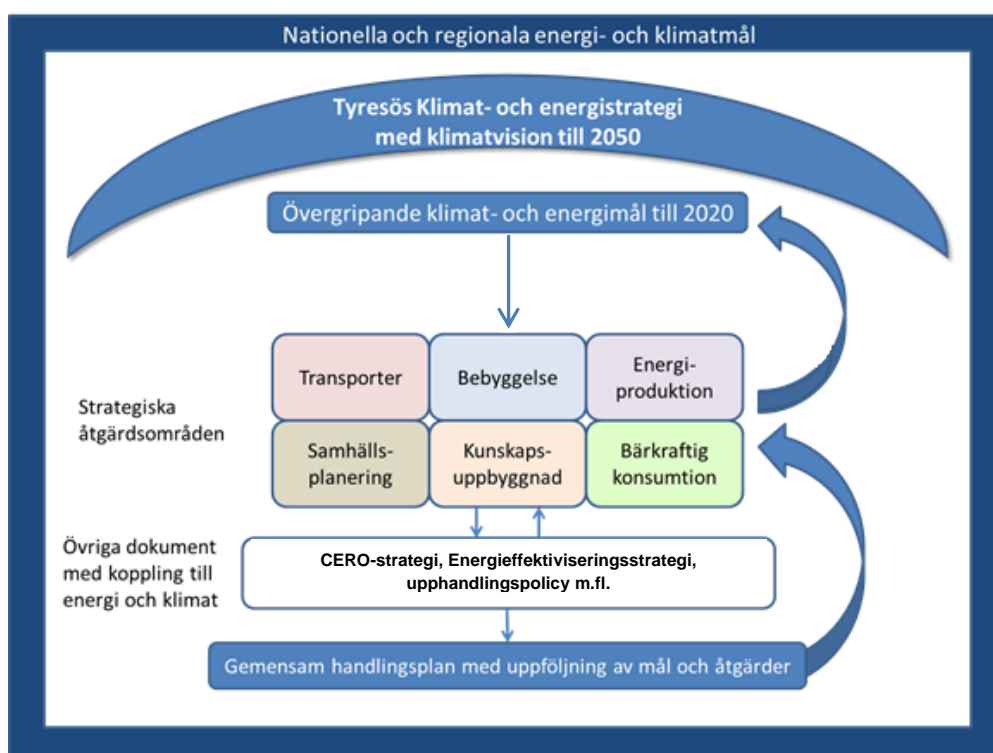 Nationella och regionala energi- och klimatmål
Tyresös Klimat- och energistrategi
med klimatvision till 2050
Övergripande klimat- och energimål till 2020
Strategiska
åtgärdsområden
Transporter
Bebyggelse
Energi-
produktion
Samhälls-
planering
Kunskaps-
uppbyggnad
Bärkraftig
konsumtion
Övriga dokument
med koppling till
energi och klimat
CERO-strategi, Energieffektiviseringsstrategi,
upphandlingspolicy m.fl.
Gemensam handlingsplan med uppföljning av mål och åtgärder